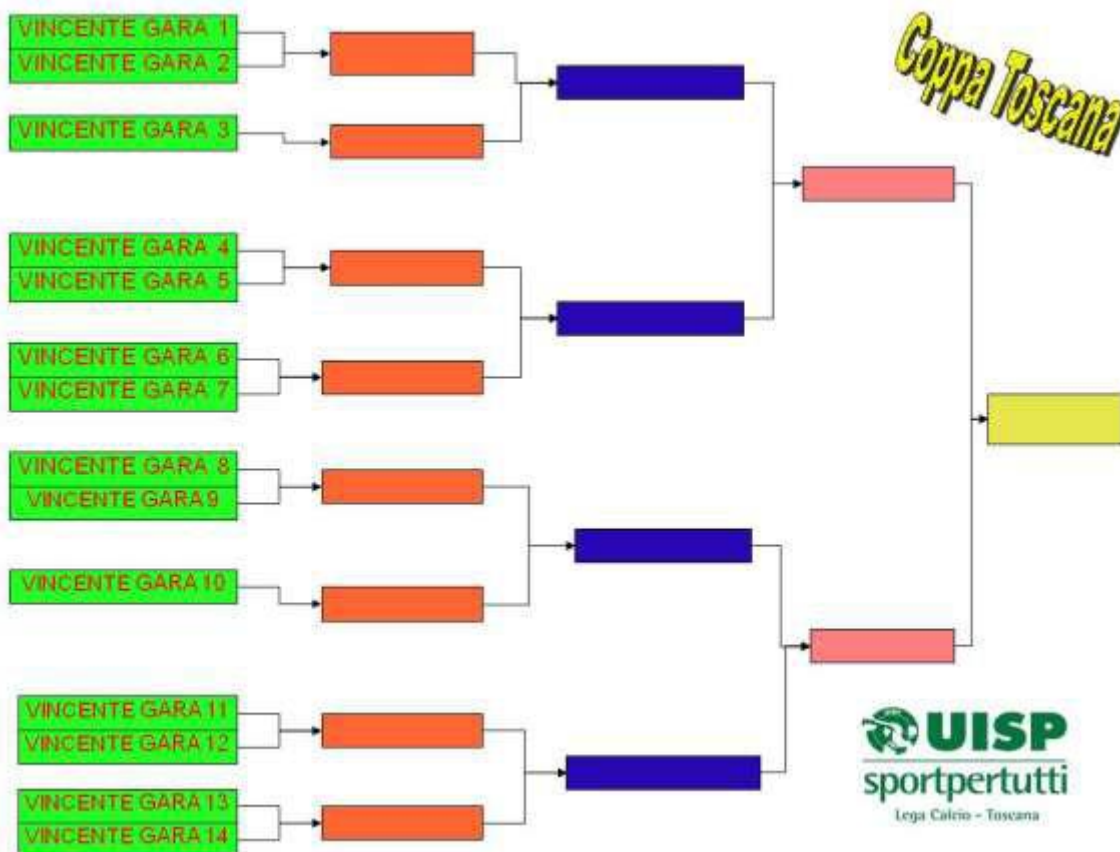 VINCENTE GARA 1
VINCENTE GARA 2
VINCENTE GARA 3
VINCENTE GARA 4
VINCENTE GARA 5
VINCENTE GARA 6
VINCENTE GARA 7
VINCENTE GARA 8
VINCENTE GARA 9
VINCENTE GARA 10
VINCENTE GARA 11
VINCENTE GARA 12
VINCENTE GARA 13
VINCENTE GARA 14
Coppa Toscana
UISP
sportpertutti
Lega Calcio - Toscana